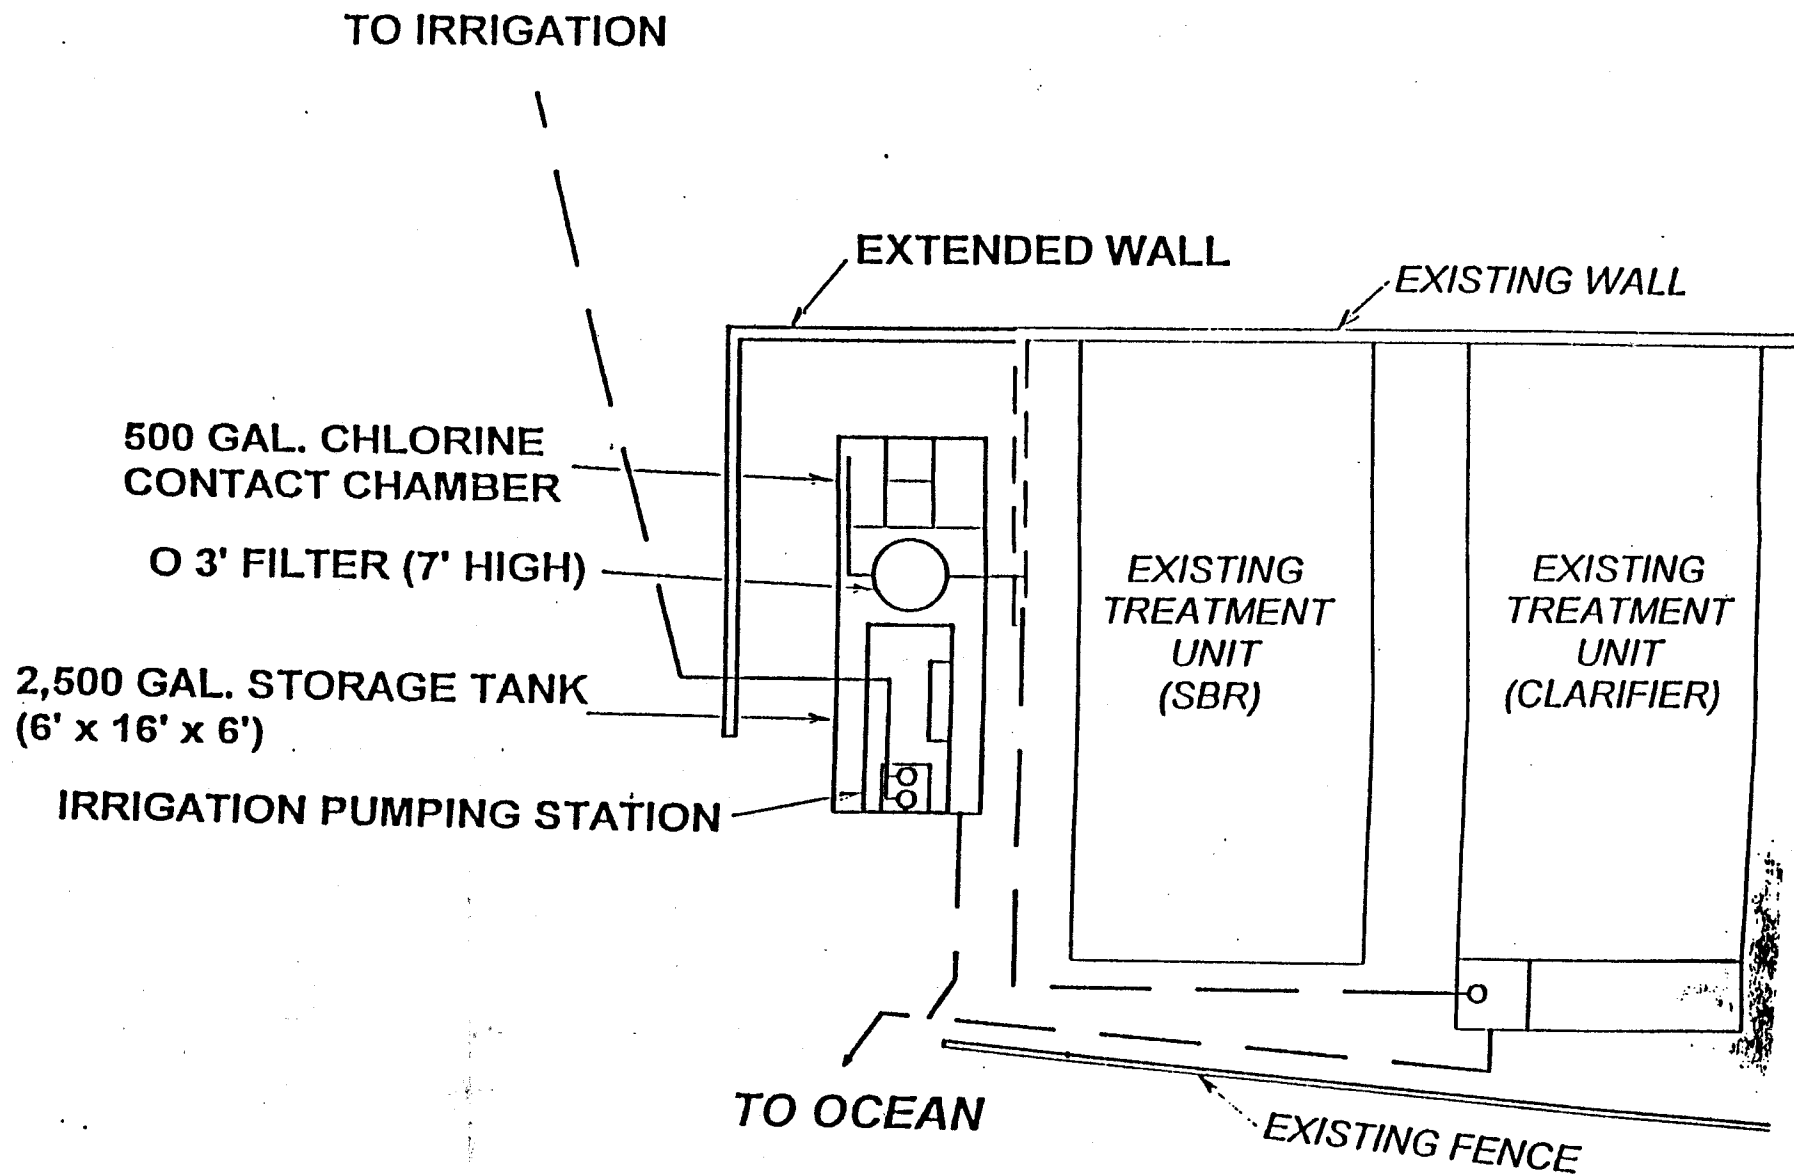 TO IRRIGATION
EXTENDED WALL
EXISTING WALL
500 GAL. CHLORINE
CONTACT CHAMBER
O 3' FILTER (7' HIGH)
2,500 GAL. STORAGE TANK
(6' x 16' x 6')
IRRIGATION PUMPING STATION
EXISTING
TREATMENT
UNIT
(SBR)
EXISTING
TREATMENT
UNIT
(CLARIFIER)
TO OCEAN
EXISTING FENCE